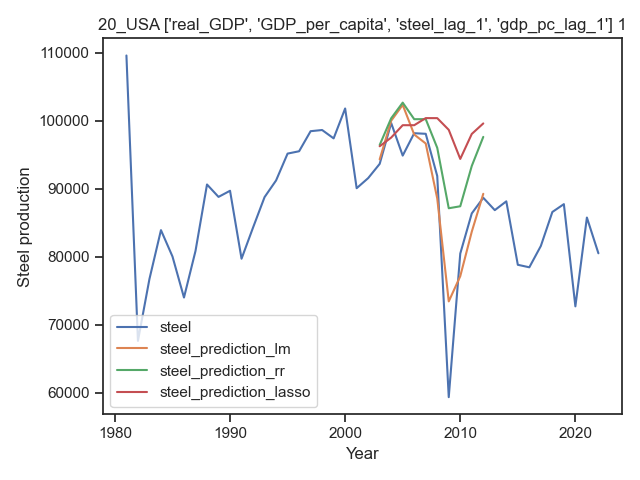 20_USA ['real_GDP', 'GDP_per_capita', 'steel_lag_1', 'gdp_pc_lag_1'] 1
110000
100000
90000
80000
70000
60000
Steel production
steel
steel_prediction_lm
steel_prediction_rr
steel_prediction_lasso
1980
1990
2000
2010
2020
Year